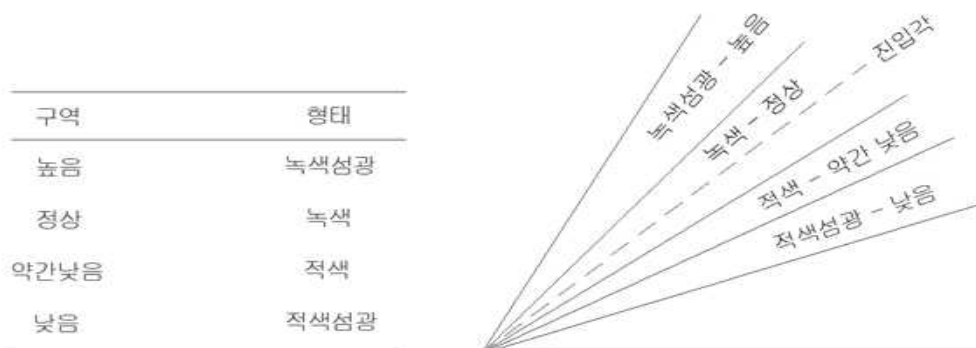 구역 형태
높음 녹색섬광
정상 녹색
약간낮음 적색
낮음 적색섬광
녹색섬광 - 높음
녹색 - 정상
진입각
적색 - 약간 낮음
적색섬광 - 낮음